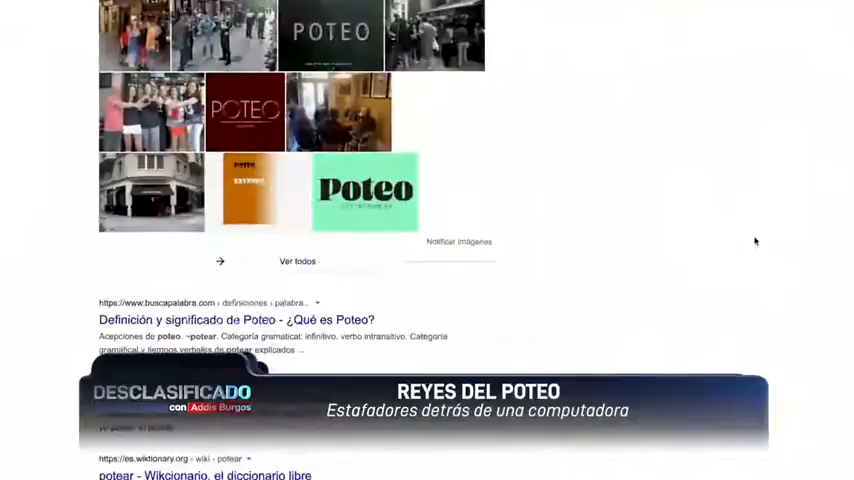 POTEO
POTEO
Poteo
Notificar imágenes
Ver todos
https://www.buscapalabra.com › definiciones › palabra...
Definición y significado de Poteo - ¿Qué es Poteo?
Acepciones de poteo. ¬potear. Categoría gramatical: infinitivo, verbo intransitivo. Categoría
gramatical y tiempos verbales de potear explicados ...
DESCLASIFICADO
con Addis Burgos
REYES DEL POTEO
Estafadores detrás de una computadora
https://es.wiktionary.org › wiki › potear
potear - Wikcionario, el diccionario libre